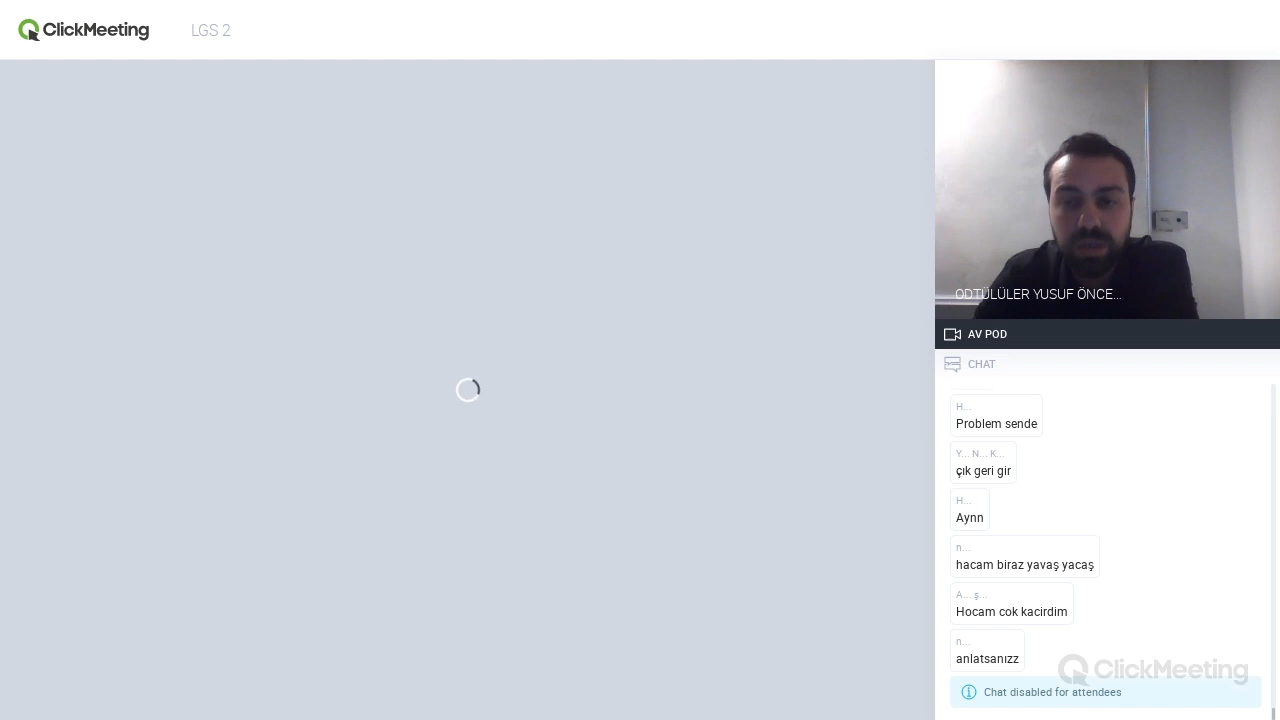 ClickMeeting
LGS 2
ODTÜLÜLER YUSUF ÖNCE...
AV POD
CHAT
H...
Problem sende
Y... N... K...
çık geri gir
H...
Aynn
n...
hacam biraz yavaş yacaş
A... ş...
Hocam cok kacirdim
n...
anlatsanızz
ClickMeeting
Chat disabled for attendees